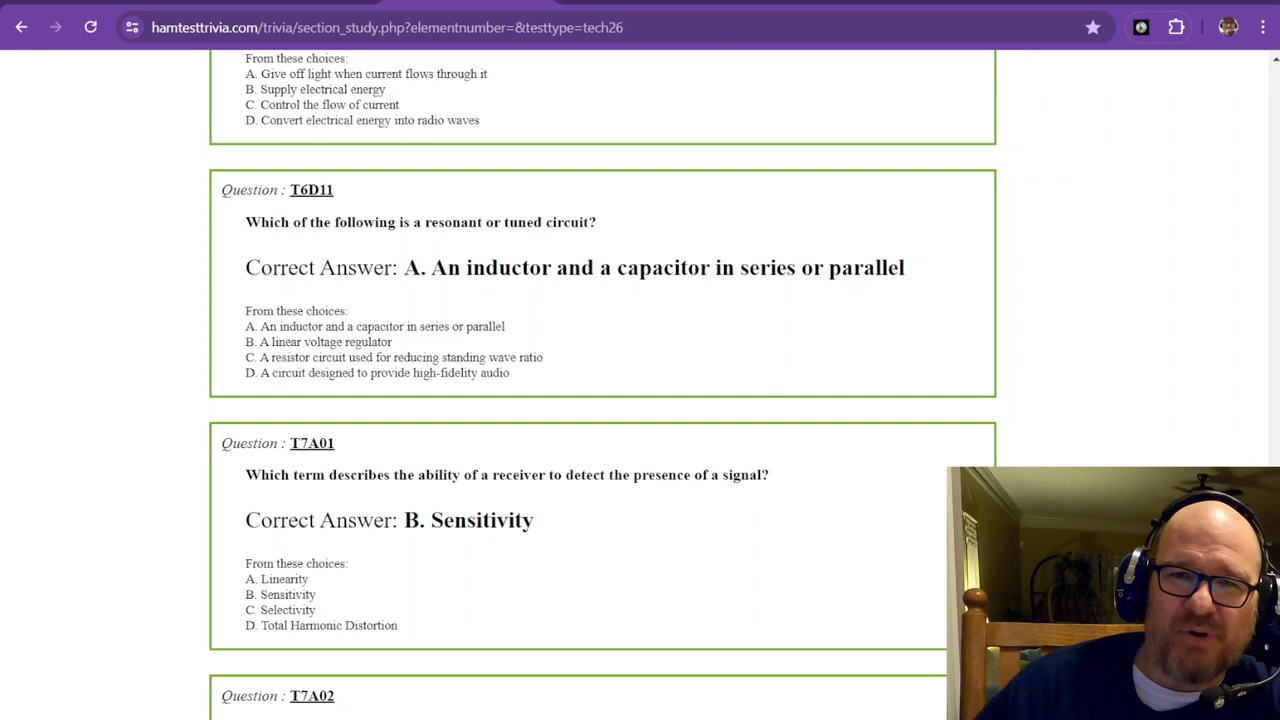 hamtesttrivia.com/trivia/section_study.php?elementnumber=&testtype=tech26
From these choices:
A. Give off light when current flows through it
B. Supply electrical energy
C. Control the flow of current
D. Convert electrical energy into radio waves
Question : T6D11
Which of the following is a resonant or tuned circuit?
Correct Answer: A. An inductor and a capacitor in series or parallel
From these choices:
A. An inductor and a capacitor in series or parallel
B. A linear voltage regulator
C. A resistor circuit used for reducing standing wave ratio
D. A circuit designed to provide high-fidelity audio
Question : T7A01
Which term describes the ability of a receiver to detect the presence of a signal?
Correct Answer: B. Sensitivity
From these choices:
A. Linearity
B. Sensitivity
C. Selectivity
D. Total Harmonic Distortion
Question : T7A02